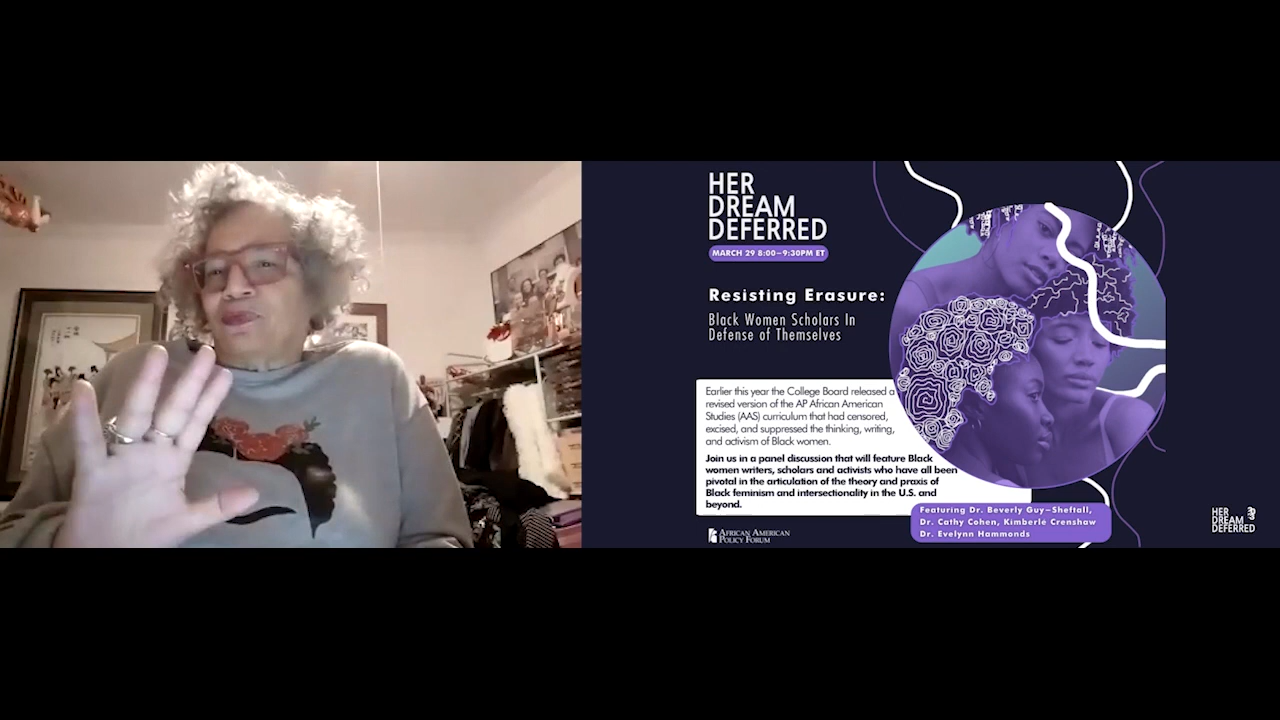 HER
DREAM
DEFERRED
MARCH 29 8:00–9:30PM ET
Resisting Erasure:
Black Women Scholars In
Defense of Themselves
Earlier this year the College Board released a
revised version of the AP African American
Studies (AAS) curriculum that had censored,
excised, and suppressed the thinking, writing,
and activism of Black women.
Join us in a panel discussion that will feature Black
women writers, scholars and activists who have all been
pivotal in the articulation of the theory and praxis of
Black feminism and intersectionality in the U.S. and
beyond.
Featuring Dr. Beverly Guy–Sheftall,
Dr. Cathy Cohen, Kimberlé Crenshaw
Dr. Evelynn Hammonds
AFRICAN AMERICAN
POLICY FORUM
HER
DREAM
DEFERRED